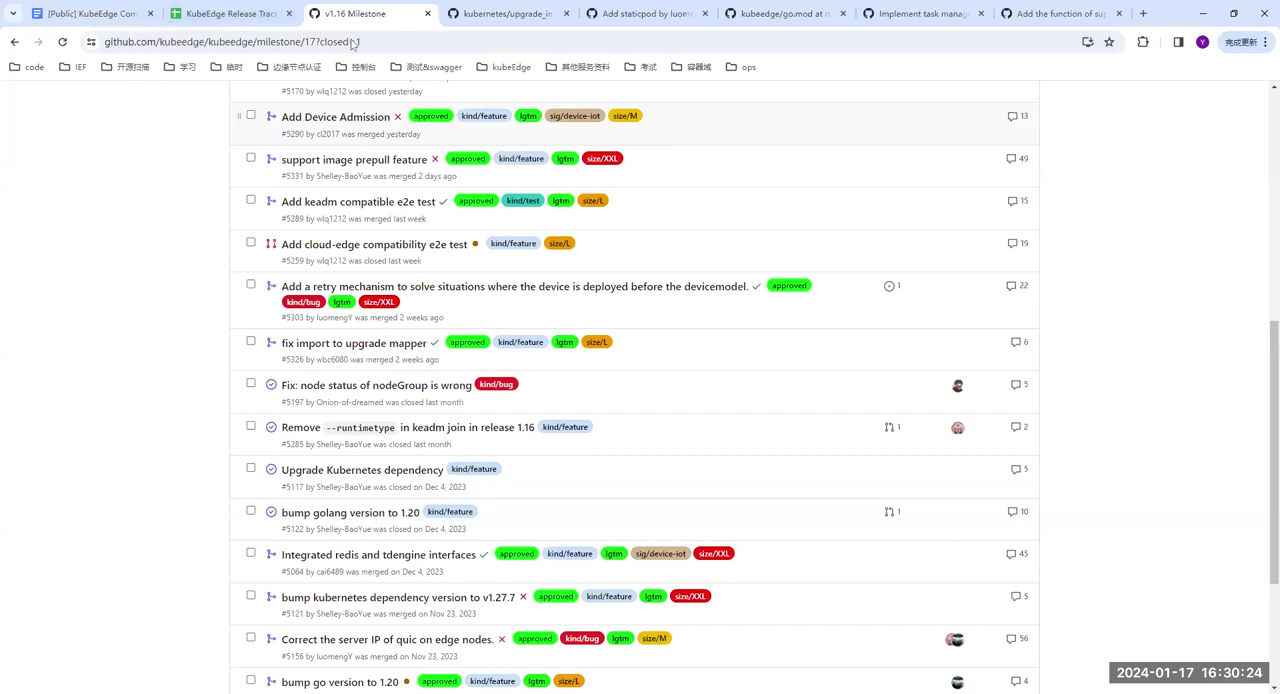 [Public] KubeEdge Com
KubeEdge Release Track
v1.16 Milestone
kubernetes/upgrade_in
Add staticpod by luome
kubeedge/go.mod at m
Implement task manag
Add the function of sup
github.com/kubeedge/kubeedge/milestone/17?closed=1
Y
完成更新
code
IEF
开源扫描
学习
临时
边缘节点认证
控制台
测试&swagger
kubeEdge
其他服务资料
考试
容器域
ops
#5170 by wlq1212 was closed yesterday
Add Device Admission approved kind/feature lgtm sig/device-iot size/M 13
#5290 by cl2017 was merged yesterday
support image prepull feature approved kind/feature lgtm size/XXL 49
#5331 by Shelley-BaoYue was merged 2 days ago
Add keadm compatible e2e test approved kind/test lgtm size/L 15
#5289 by wlq1212 was merged last week
Add cloud-edge compatibility e2e test kind/feature size/L 19
#5259 by wlq1212 was closed last week
Add a retry mechanism to solve situations where the device is deployed before the devicemodel. approved 1 22
kind/bug lgtm size/XXL
#5303 by luomengY was merged 2 weeks ago
fix import to upgrade mapper approved kind/feature lgtm size/L 6
#5326 by wbc6080 was merged 2 weeks ago
Fix: node status of nodeGroup is wrong kind/bug 5
#5197 by Onion-of-dreamed was closed last month
Remove --runtimetype in keadm join in release 1.16 kind/feature 1 2
#5285 by Shelley-BaoYue was closed last month
Upgrade Kubernetes dependency kind/feature 5
#5117 by Shelley-BaoYue was closed on Dec 4, 2023
bump golang version to 1.20 kind/feature 1 10
#5122 by Shelley-BaoYue was closed on Dec 4, 2023
Integrated redis and tdengine interfaces approved kind/feature lgtm sig/device-iot size/XXL 45
#5064 by cai6489 was merged on Dec 4, 2023
bump kubernetes dependency version to v1.27.7 approved kind/feature lgtm size/XXL 5
#5121 by Shelley-BaoYue was merged on Nov 23, 2023
Correct the server IP of quic on edge nodes. approved kind/bug lgtm size/M 56
#5156 by luomengY was merged on Nov 23, 2023
bump go version to 1.20 approved kind/feature lgtm size/L 4
2024-01-17 16:30:24